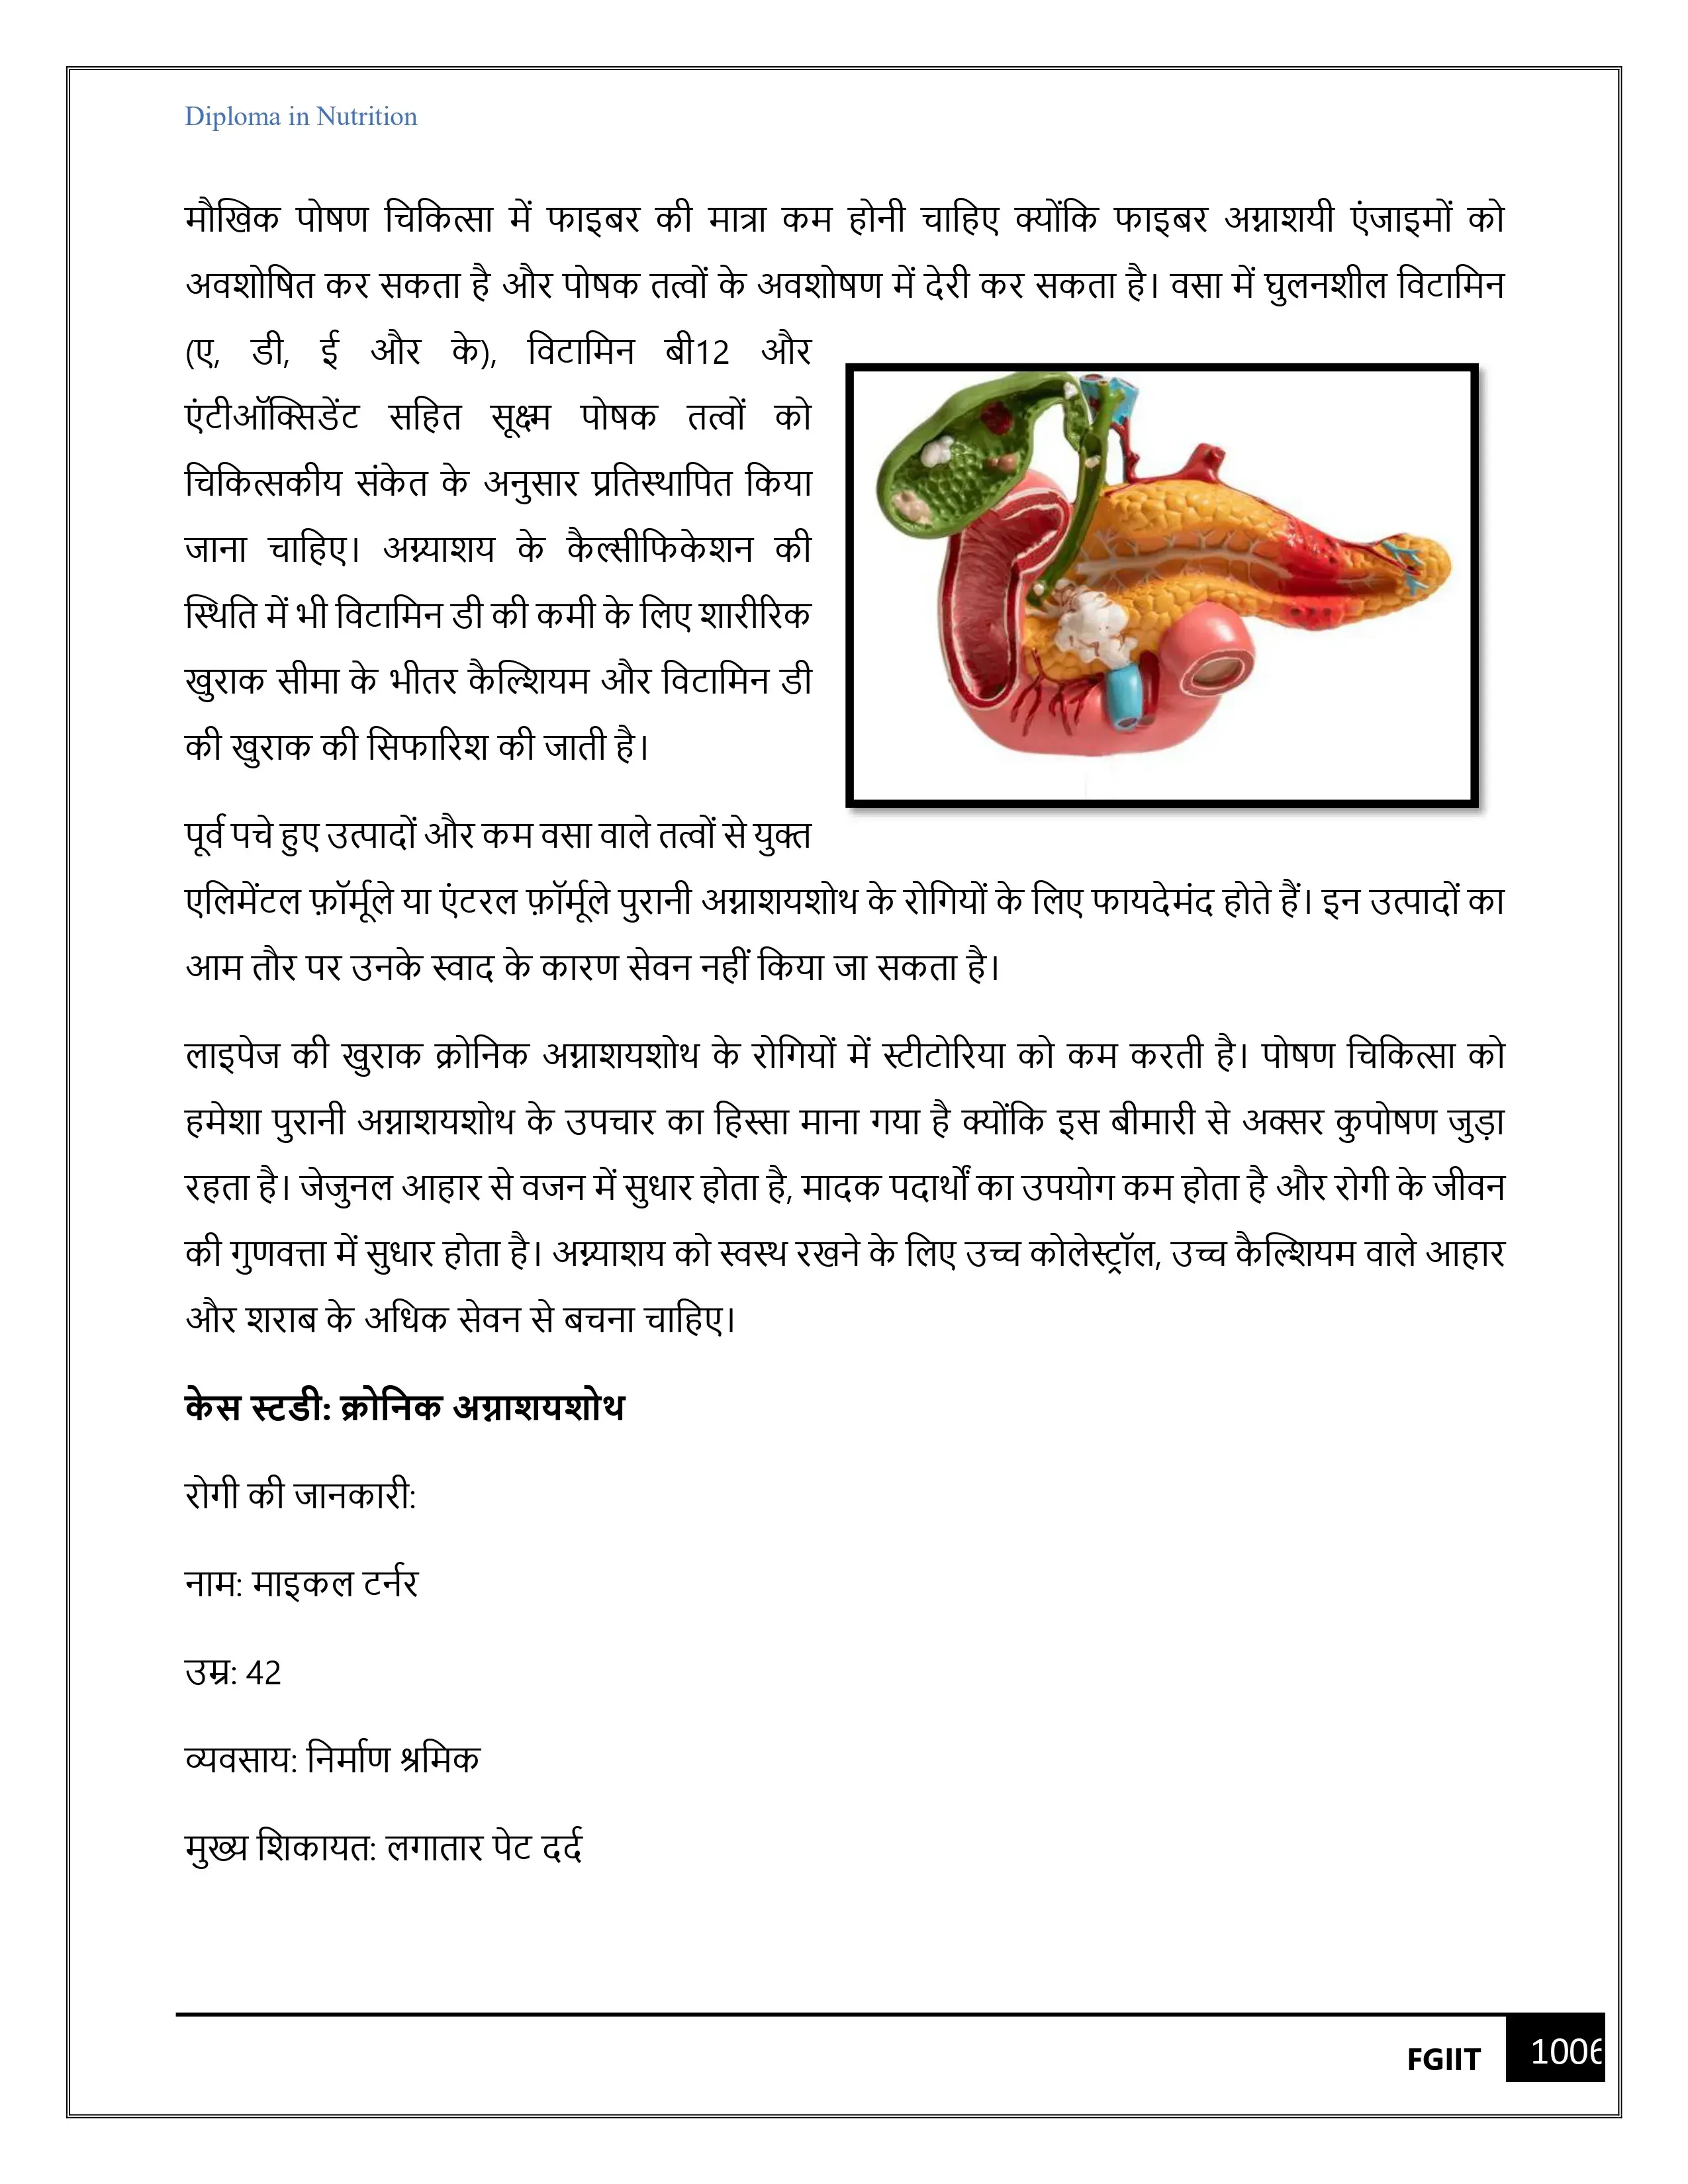 Diploma in Nutrition
मौखिक पोषण चिकित्सा में फाइबर की मात्रा कम होनी चाहिए क्योंकि फाइबर अग्नाशयी एंजाइमों को
अवशोषित कर सकता है और पोषक तत्वों के अवशोषण में देरी कर सकता है। वसा में घुलनशील विटामिन
(ए, डी, ई और के), विटामिन बी12 और
एंटीऑक्सिडेंट सहित सूक्ष्म पोषक तत्वों को
चिकित्सकीय संकेत के अनुसार प्रतिस्थापित किया
जाना चाहिए। अग्न्याशय के कैल्सीफिकेशन की
स्थिति में भी विटामिन डी की कमी के लिए शारीरिक
खुराक सीमा के भीतर कैल्शियम और विटामिन डी
की खुराक की सिफारिश की जाती है।
पूर्व पचे हुए उत्पादों और कम वसा वाले तत्वों से युक्त
एलिमेंटल फ़ॉर्मूले या एंटरल फ़ॉर्मूले पुरानी अग्नाशयशोथ के रोगियों के लिए फायदेमंद होते हैं। इन उत्पादों का
आम तौर पर उनके स्वाद के कारण सेवन नहीं किया जा सकता है।
लाइपेज की खुराक क्रोनिक अग्नाशयशोथ के रोगियों में स्टीटोरिया को कम करती है। पोषण चिकित्सा को
हमेशा पुरानी अग्नाशयशोथ के उपचार का हिस्सा माना गया है क्योंकि इस बीमारी से अक्सर कुपोषण जुड़ा
रहता है। जेजुनल आहार से वजन में सुधार होता है, मादक पदार्थों का उपयोग कम होता है और रोगी के जीवन
की गुणवत्ता में सुधार होता है। अग्न्याशय को स्वस्थ रखने के लिए उच्च कोलेस्ट्रॉल, उच्च कैल्शियम वाले आहार
और शराब के अधिक सेवन से बचना चाहिए।
केस स्टडी: क्रोनिक अग्नाशयशोथ
रोगी की जानकारी:
नाम: माइकल टर्नर
उम्र: 42
व्यवसाय: निर्माण श्रमिक
मुख्य शिकायत: लगातार पेट दर्द
FGIIT 1006